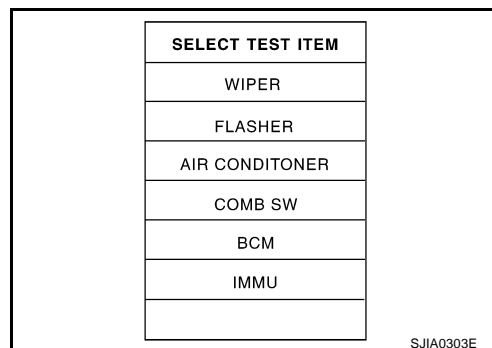 SELECT TEST ITEM
WIPER
FLASHER
AIR CONDITONER
COMB SW
BCM
IMMU
SJIA0303E